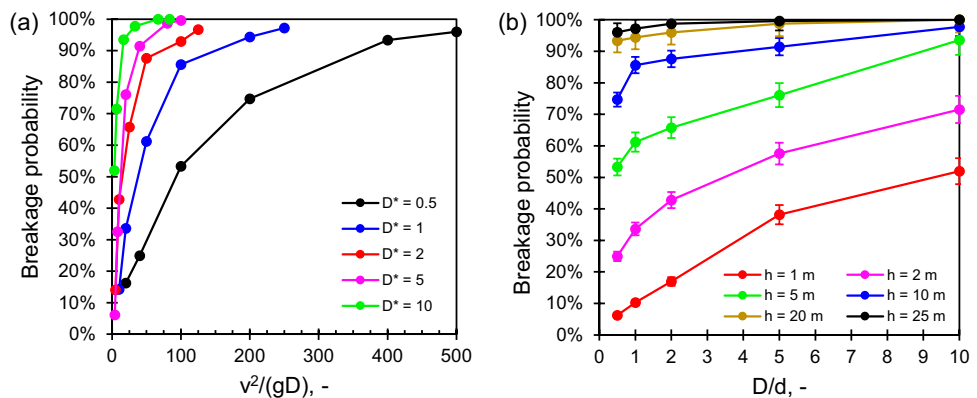 (a)
Breakage probability
100%
90%
80%
70%
60%
50%
40%
30%
20%
10%
0%
D* = 0.5
D* = 1
D* = 2
D* = 5
D* = 10
0 100 200 300 400 500
v²/(gD), -
(b)
Breakage probability
100%
90%
80%
70%
60%
50%
40%
30%
20%
10%
0%
h = 1 m h = 2 m
h = 5 m h = 10 m
h = 20 m h = 25 m
0 1 2 3 4 5 6 7 8 9 10
D/d, -